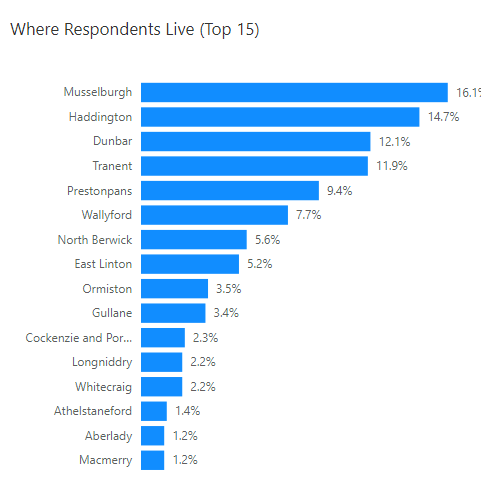 Where Respondents Live (Top 15)
Musselburgh 16.1%
Haddington 14.7%
Dunbar 12.1%
Tranent 11.9%
Prestonpans 9.4%
Wallyford 7.7%
North Berwick 5.6%
East Linton 5.2%
Ormiston 3.5%
Gullane 3.4%
Cockenzie and Por... 2.3%
Longniddry 2.2%
Whitecraig 2.2%
Athelstaneford 1.4%
Aberlady 1.2%
Macmerry 1.2%